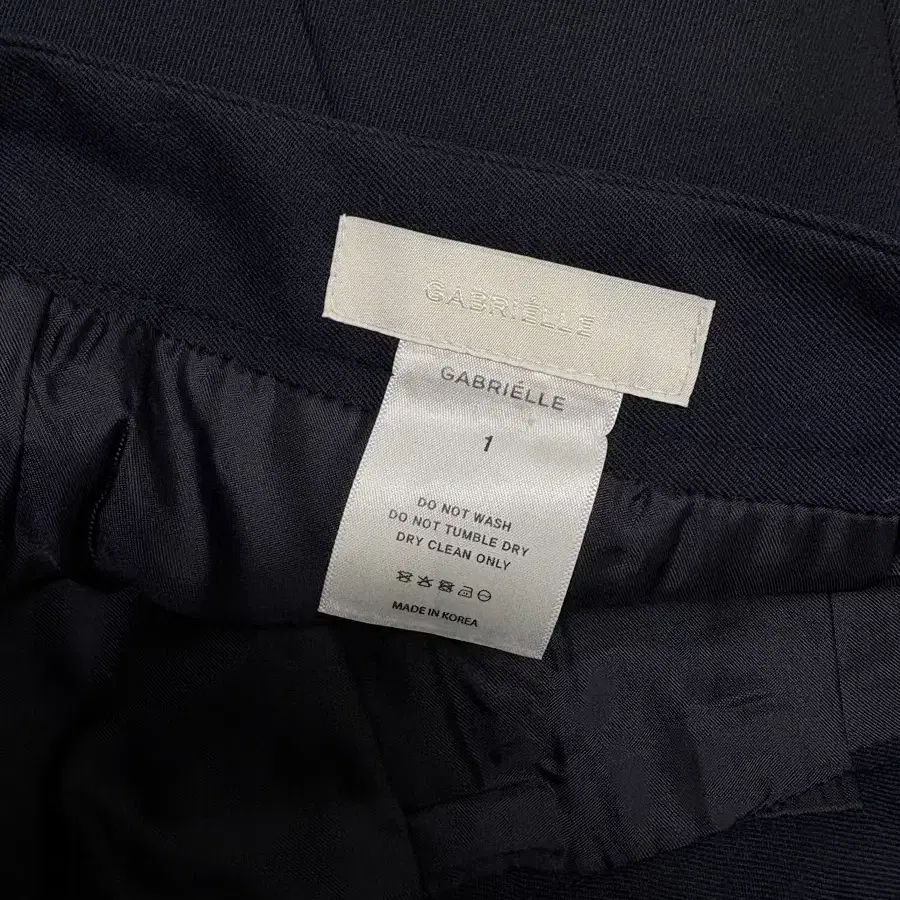 GABRIÉLLE
GABRIÉLLE
1
DO NOT WASH
DO NOT TUMBLE DRY
DRY CLEAN ONLY
MADE IN KOREA